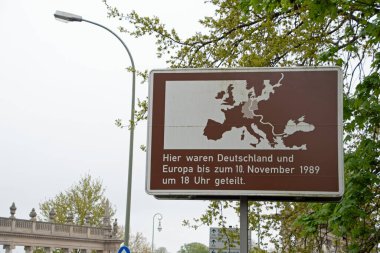 Hier waren Deutschland und
Europa bis zum 10. November 1989
um 18 Uhr geteilt.